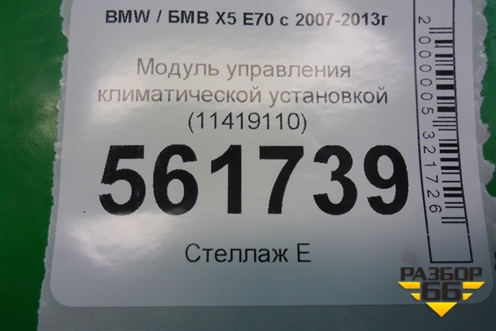 BMW / БМВ X5 E70 с 2007-2013г
Модуль управления
климатической установкой
(11419110)
561739
Стеллаж Е
2000005321726
РАЗБОР
66